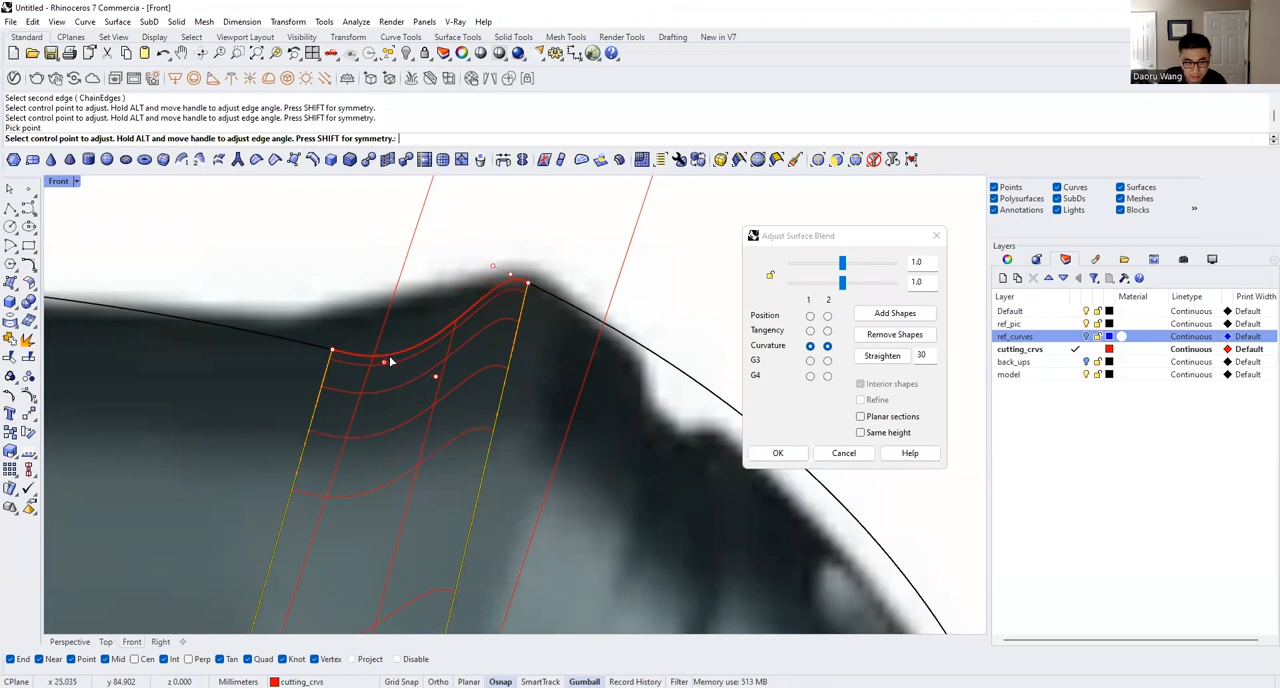 Untitled - Rhinoceros 7 Commercia - [Front]
File Edit View Curve Surface SubD Solid Mesh Dimension Transform Tools Analyze Render Panels V-Ray Help
Standard CPlanes Set View Display Select Viewport Layout Visibility Transform Curve Tools Surface Tools Solid Tools Mesh Tools Render Tools Drafting New in V7
Daoru Wang
Select second edge ( ChainEdges )
Select control point to adjust. Hold ALT and move handle to adjust edge angle. Press SHIFT for symmetry.
Select control point to adjust. Hold ALT and move handle to adjust edge angle. Press SHIFT for symmetry.
Pick point
Select control point to adjust. Hold ALT and move handle to adjust edge angle. Press SHIFT for symmetry.:
Front
Points Curves Surfaces
Polysurfaces SubDs Meshes
Annotations Lights Blocks
Adjust Surface Blend
1.0
1.0
1 2
Position
Tangency
Curvature
G3
G4
Add Shapes
Remove Shapes
Straighten 30
Interior shapes
Refine
Planar sections
Same height
OK Cancel Help
Layers
Layer Material Linetype Print Width
Default Continuous Default
ref_pic Continuous Default
ref_curves Continuous Default
cutting_crvs Continuous Default
back_ups Continuous Default
model Continuous Default
Perspective Top Front Right
End Near Point Mid Cen Int Perp Tan Quad Knot Vertex Project Disable
CPlane x 25.035 y 84.902 z 0.000 Millimeters cutting_crvs Grid Snap Ortho Planar Osnap SmartTrack Gumball Record History Filter Memory use: 513 MB